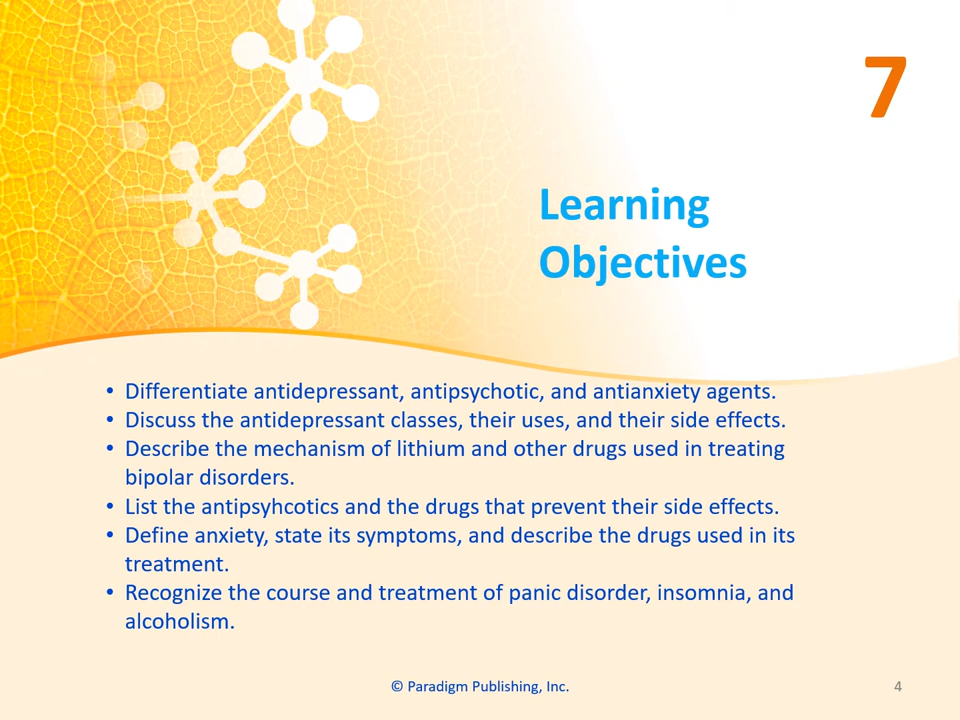 7
Learning
Objectives
• Differentiate antidepressant, antipsychotic, and antianxiety agents.
• Discuss the antidepressant classes, their uses, and their side effects.
• Describe the mechanism of lithium and other drugs used in treating
bipolar disorders.
• List the antipsyhcotics and the drugs that prevent their side effects.
• Define anxiety, state its symptoms, and describe the drugs used in its
treatment.
• Recognize the course and treatment of panic disorder, insomnia, and
alcoholism.
© Paradigm Publishing, Inc.
4